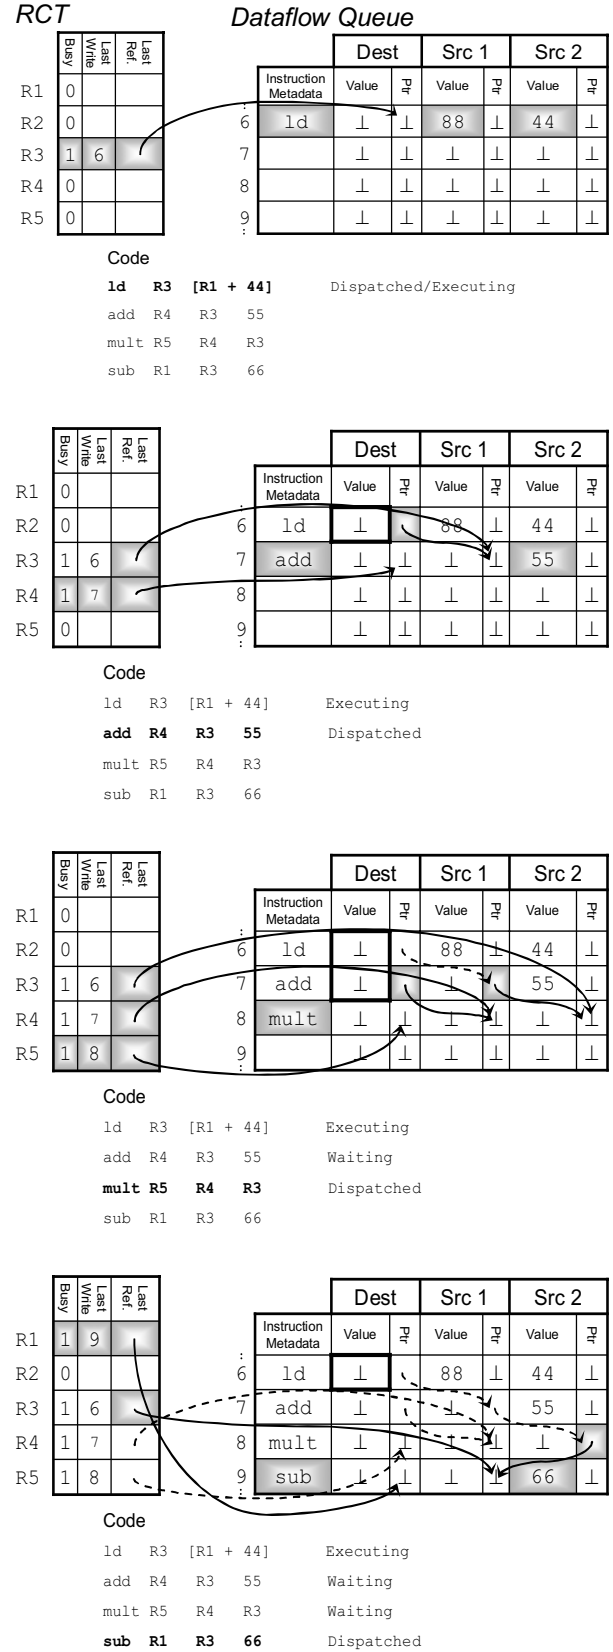 RCT Dataflow Queue
Busy Last Write Last Ref. Dest Src 1 Src 2
Instruction Metadata Value Ptr Value Ptr Value Ptr
R1 0
R2 0 6 ld ⊥ ⊥ 88 ⊥ 44 ⊥
R3 1 6 7 ⊥ ⊥ ⊥ ⊥ ⊥ ⊥
R4 0 8 ⊥ ⊥ ⊥ ⊥ ⊥ ⊥
R5 0 9 ⊥ ⊥ ⊥ ⊥ ⊥ ⊥
Code
ld R3 [R1 + 44] Dispatched/Executing
add R4 R3 55
mult R5 R4 R3
sub R1 R3 66
Busy Last Write Last Ref. Dest Src 1 Src 2
Instruction Metadata Value Ptr Value Ptr Value Ptr
R1 0
R2 0 6 ld ⊥ 88 ⊥ 44 ⊥
R3 1 6 7 add ⊥ ⊥ ⊥ ⊥ 55 ⊥
R4 1 7 8 ⊥ ⊥ ⊥ ⊥ ⊥ ⊥
R5 0 9 ⊥ ⊥ ⊥ ⊥ ⊥ ⊥
Code
ld R3 [R1 + 44] Executing
add R4 R3 55 Dispatched
mult R5 R4 R3
sub R1 R3 66
Busy Last Write Last Ref. Dest Src 1 Src 2
Instruction Metadata Value Ptr Value Ptr Value Ptr
R1 0
R2 0 6 ld ⊥ 88 ⊥ 44 ⊥
R3 1 6 7 add ⊥ ⊥ 55 ⊥
R4 1 7 8 mult ⊥ ⊥ ⊥ ⊥ ⊥ ⊥
R5 1 8 9 ⊥ ⊥ ⊥ ⊥ ⊥ ⊥
Code
ld R3 [R1 + 44] Executing
add R4 R3 55 Waiting
mult R5 R4 R3 Dispatched
sub R1 R3 66
Busy Last Write Last Ref. Dest Src 1 Src 2
Instruction Metadata Value Ptr Value Ptr Value Ptr
R1 1 9
R2 0 6 ld ⊥ 88 ⊥ 44 ⊥
R3 1 6 7 add ⊥ ⊥ 55 ⊥
R4 1 7 8 mult ⊥ ⊥ ⊥ ⊥ ⊥
R5 1 8 9 sub ⊥ ⊥ ⊥ ⊥ 66 ⊥
Code
ld R3 [R1 + 44] Executing
add R4 R3 55 Waiting
mult R5 R4 R3 Waiting
sub R1 R3 66 Dispatched